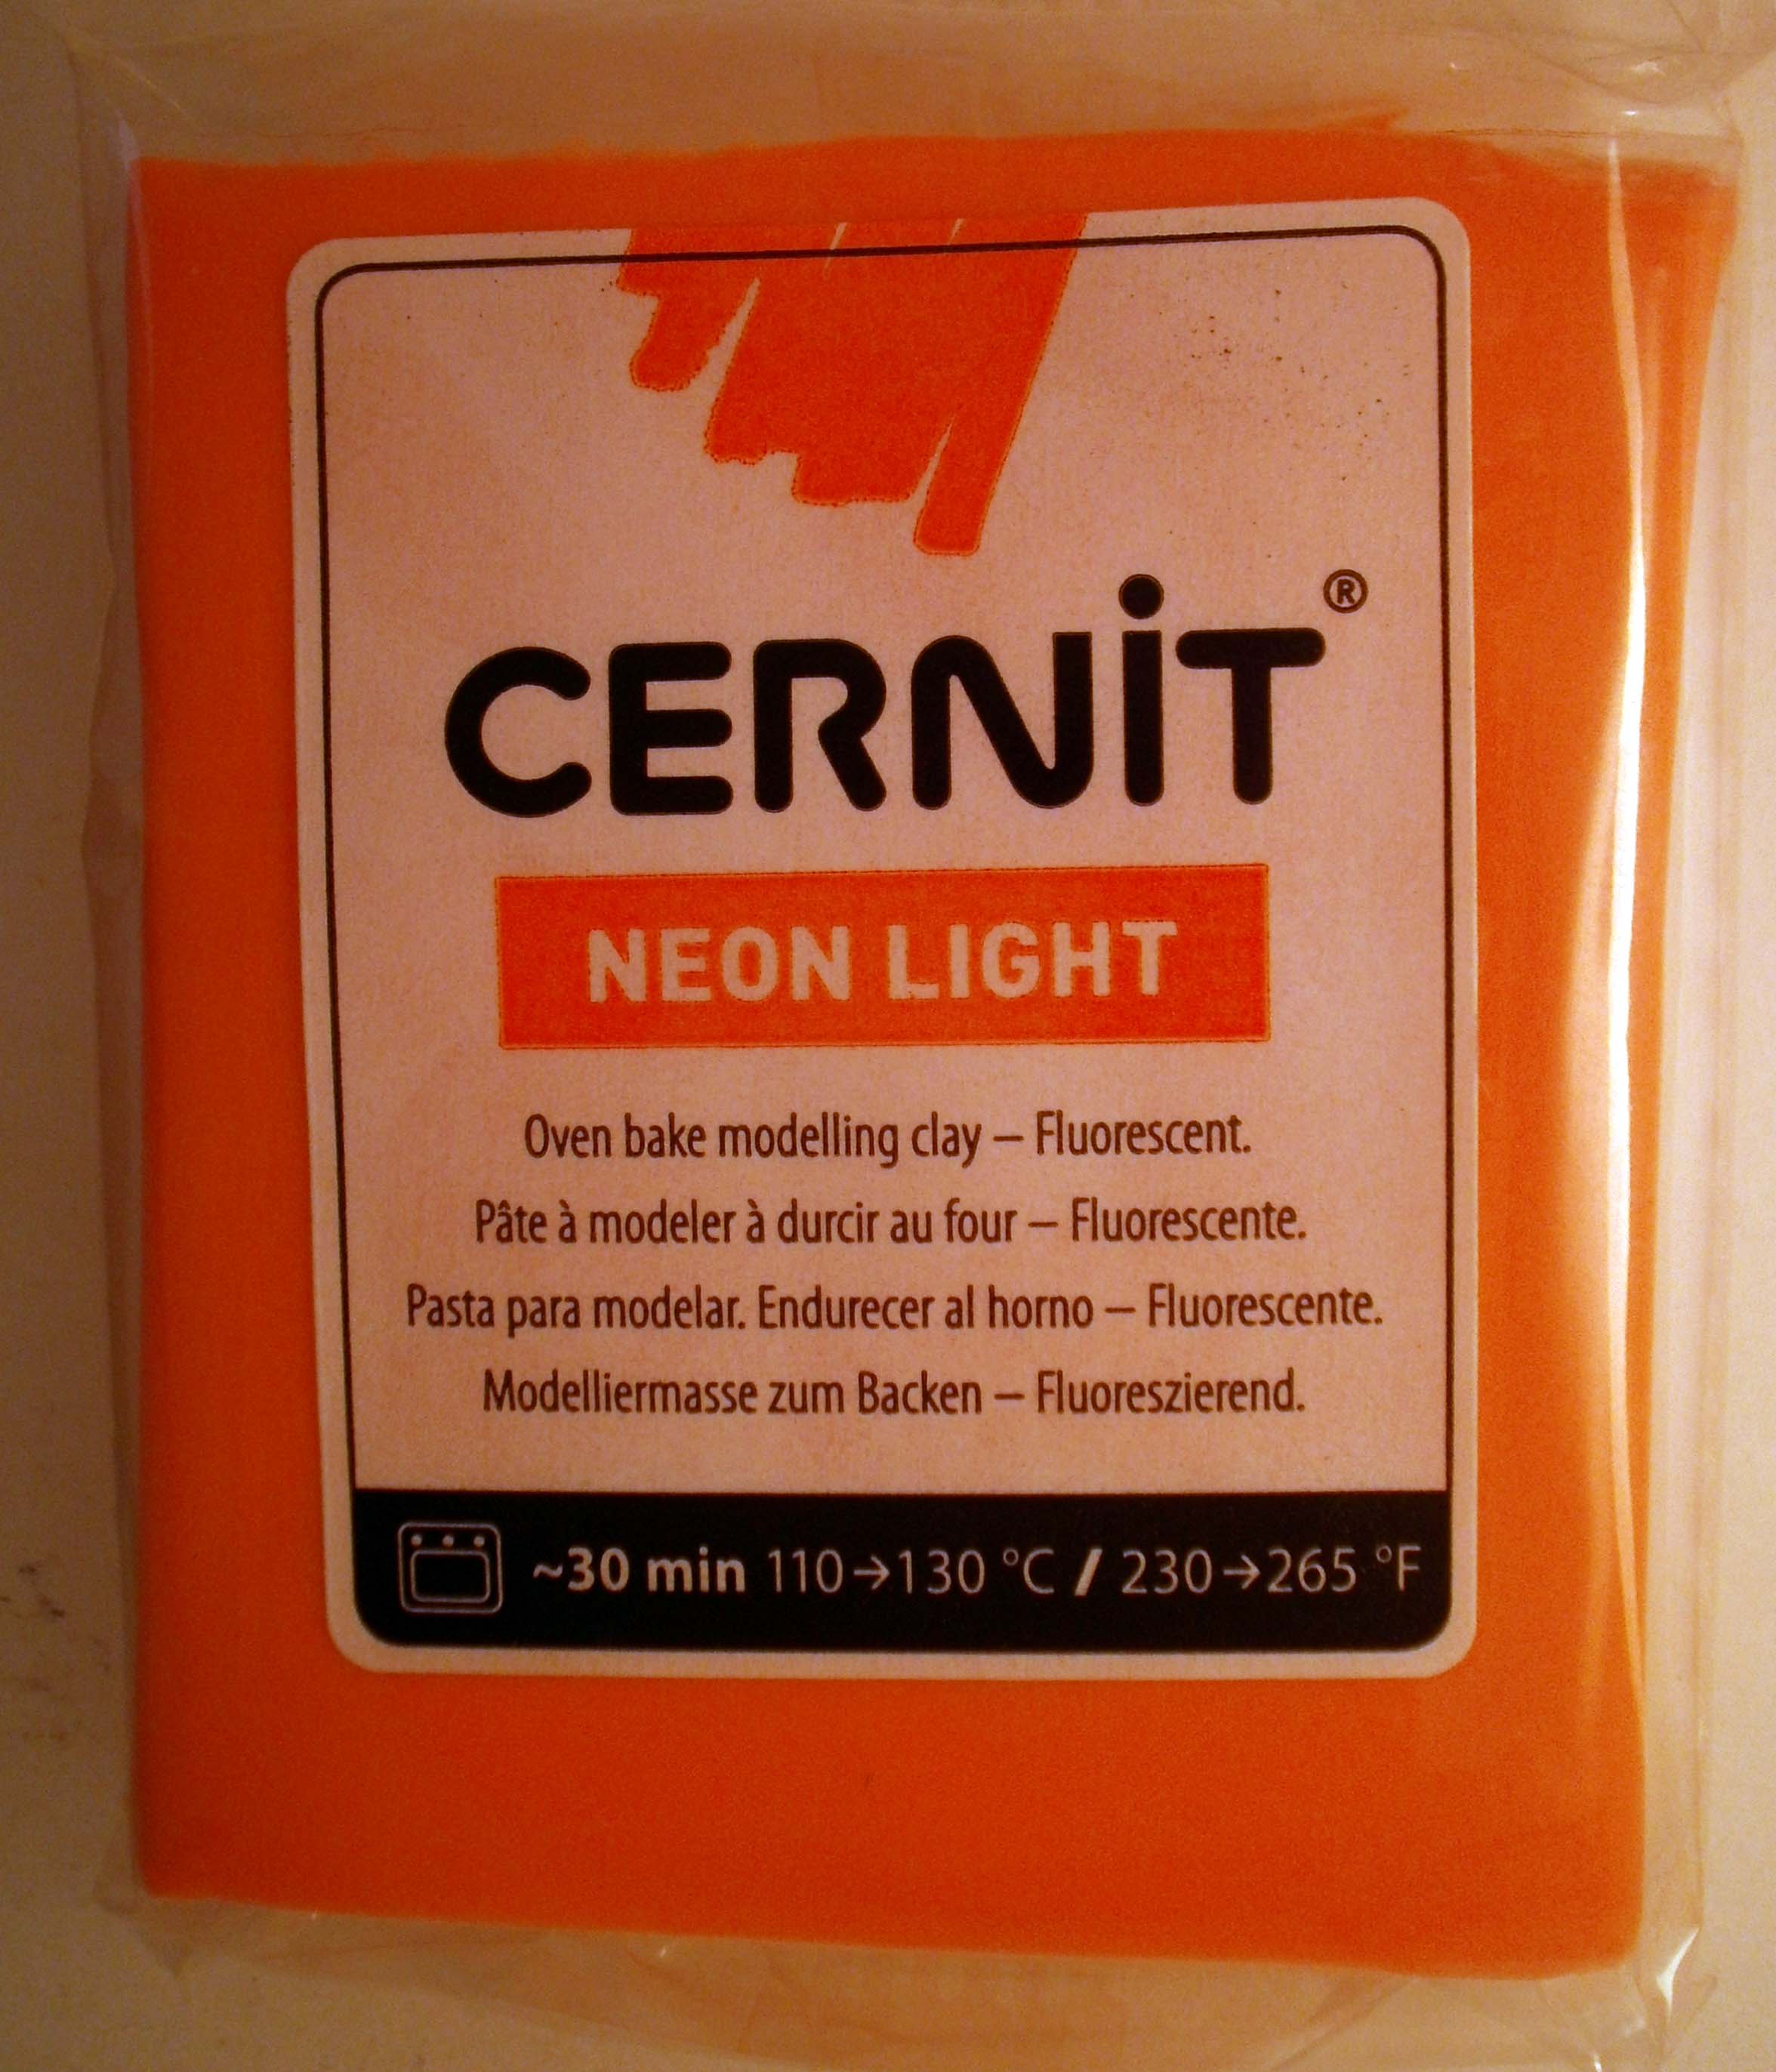 CERNiT®
NEON LIGHT
Oven bake modelling clay – Fluorescent.
Pâte à modeler à durcir au four – Fluorescente.
Pasta para modelar. Endurecer al horno – Fluorescente.
Modelliermasse zum Backen – Fluoreszierend.
~30 min 110→130 °C / 230→265 °F